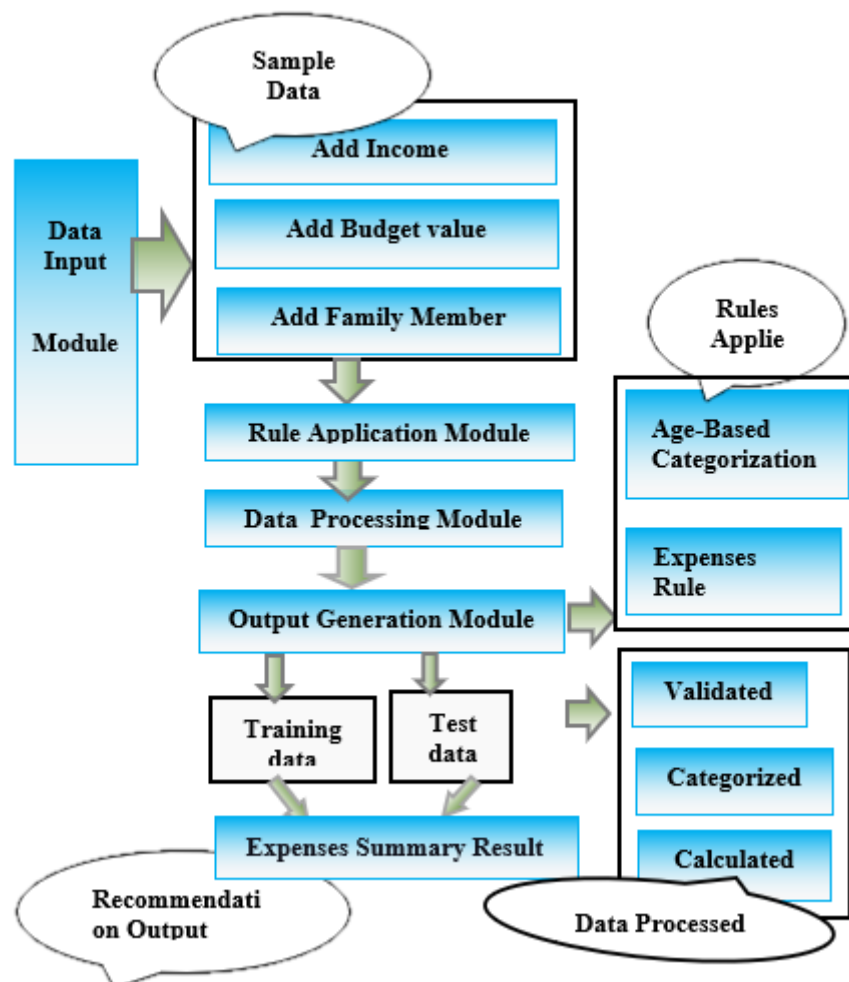 Sample
Data
Add Income
Data
Input
Module
Add Budget value
Add Family Member
Rules
Applie
Rule Application Module
Age-Based
Categorization
Data Processing Module
Expenses
Rule
Output Generation Module
Training
data
Test
data
Validated
Categorized
Expenses Summary Result
Calculated
Recommendati
on Output
Data Processed